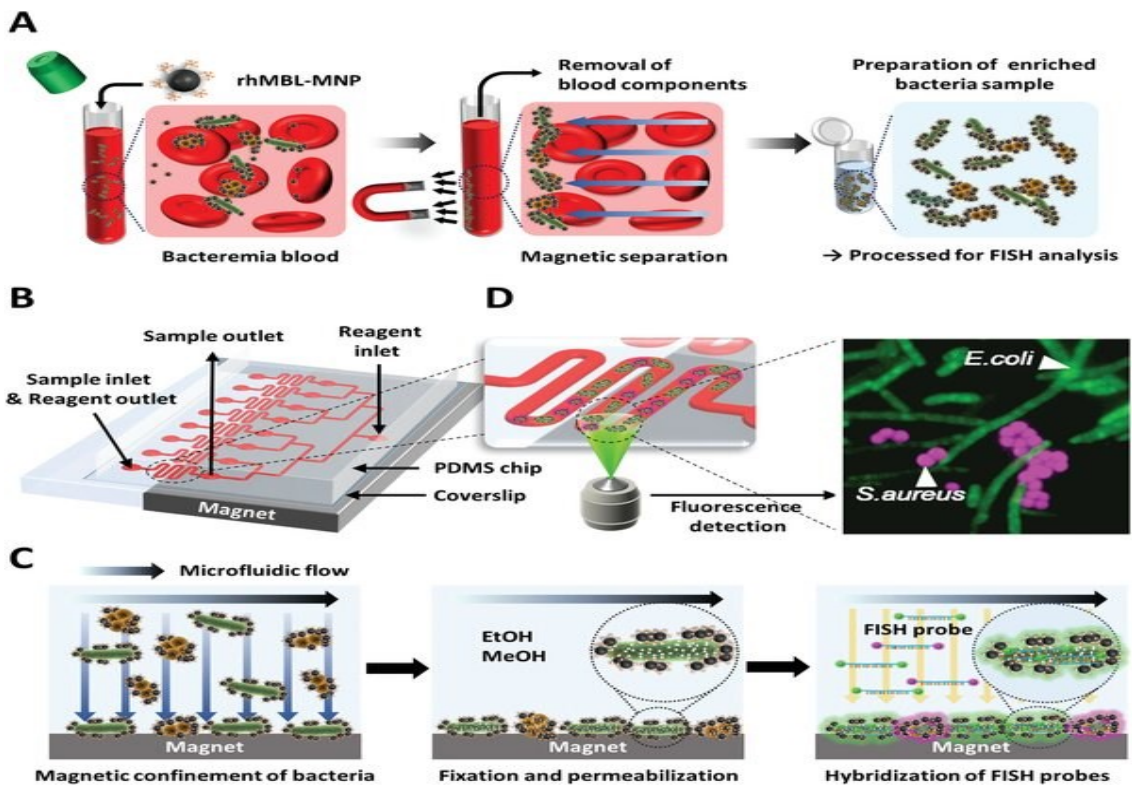 A
rhMBL-MNP
Removal of
blood components
Preparation of enriched
bacteria sample
Bacteremia blood
Magnetic separation
→ Processed for FISH analysis
B
Sample outlet
Reagent
inlet
Sample inlet
& Reagent outlet
PDMS chip
Coverslip
Magnet
D
Fluorescence
detection
E.coli
S.aureus
C
Microfluidic flow
Magnet
Magnetic confinement of bacteria
EtOH
MeOH
Magnet
Fixation and permeabilization
FISH probe
Magnet
Hybridization of FISH probes